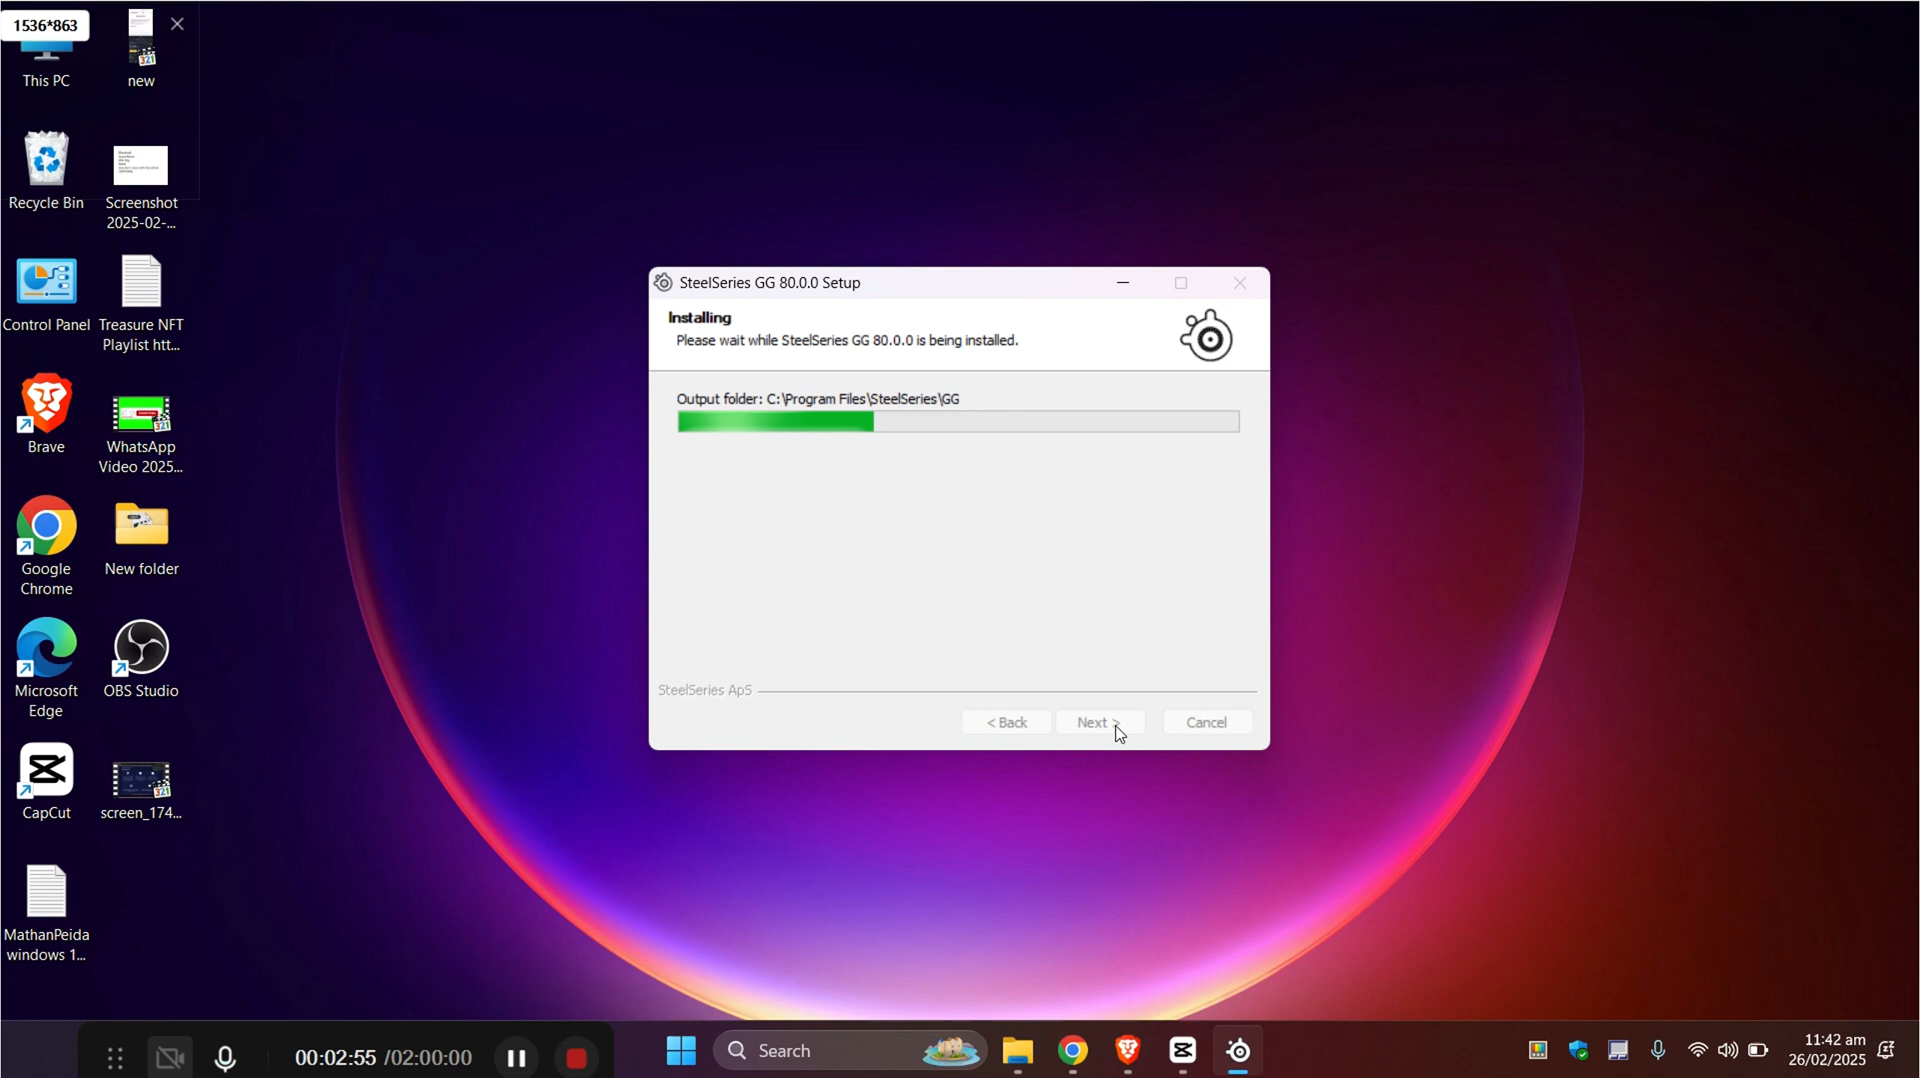 1536*863
This PC
new
Recycle Bin
Screenshot
2025-02-...
Control Panel
Treasure NFT
Playlist htt...
Brave
WhatsApp
Video 2025...
Google
Chrome
New folder
Microsoft
Edge
OBS Studio
CapCut
screen_174...
MathanPeida
windows 1...
SteelSeries GG 80.0.0 Setup
Installing
Please wait while SteelSeries GG 80.0.0 is being installed.
Output folder: C:\Program Files\SteelSeries\GG
SteelSeries ApS
< Back
Next >
Cancel
00:02:55 /02:00:00
Search
11:42 am
26/02/2025